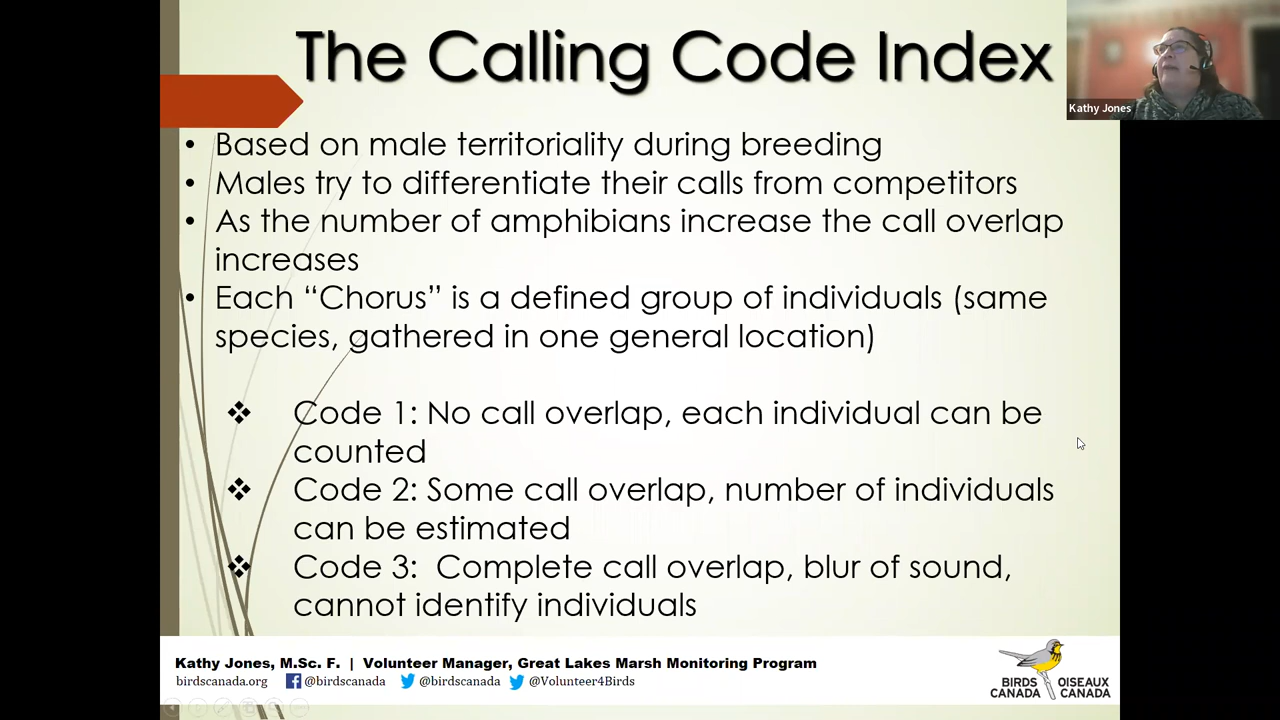 The Calling Code Index
Kathy Jones
• Based on male territoriality during breeding
• Males try to differentiate their calls from competitors
• As the number of amphibians increase the call overlap
increases
• Each “Chorus” is a defined group of individuals (same
species, gathered in one general location)
❖ Code 1: No call overlap, each individual can be
counted
❖ Code 2: Some call overlap, number of individuals
can be estimated
❖ Code 3:  Complete call overlap, blur of sound,
cannot identify individuals
Kathy Jones, M.Sc. F. | Volunteer Manager, Great Lakes Marsh Monitoring Program
birdscanada.org @birdscanada @birdscanada @Volunteer4Birds
BIRDS OISEAUX
CANADA CANADA